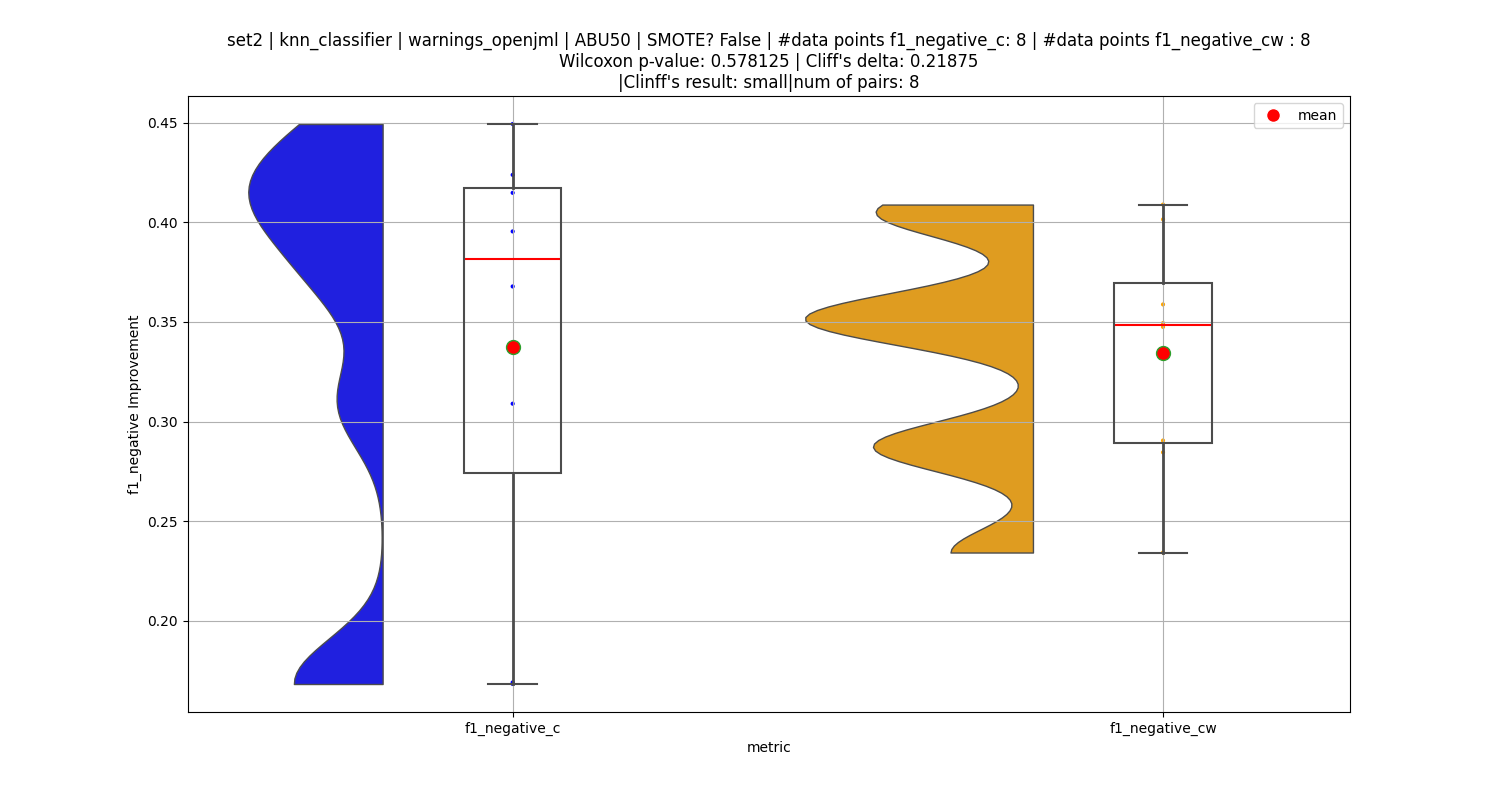 set2 | knn_classifier | warnings_openjml | ABU50 | SMOTE? False | #data points f1_negative_c: 8 | #data points f1_negative_cw : 8
Wilcoxon p-value: 0.578125 | Cliff's delta: 0.21875
|Clinff's result: small|num of pairs: 8
mean
0.45
0.40
0.35
0.30
0.25
0.20
f1_negative Improvement
f1_negative_c
f1_negative_cw
metric